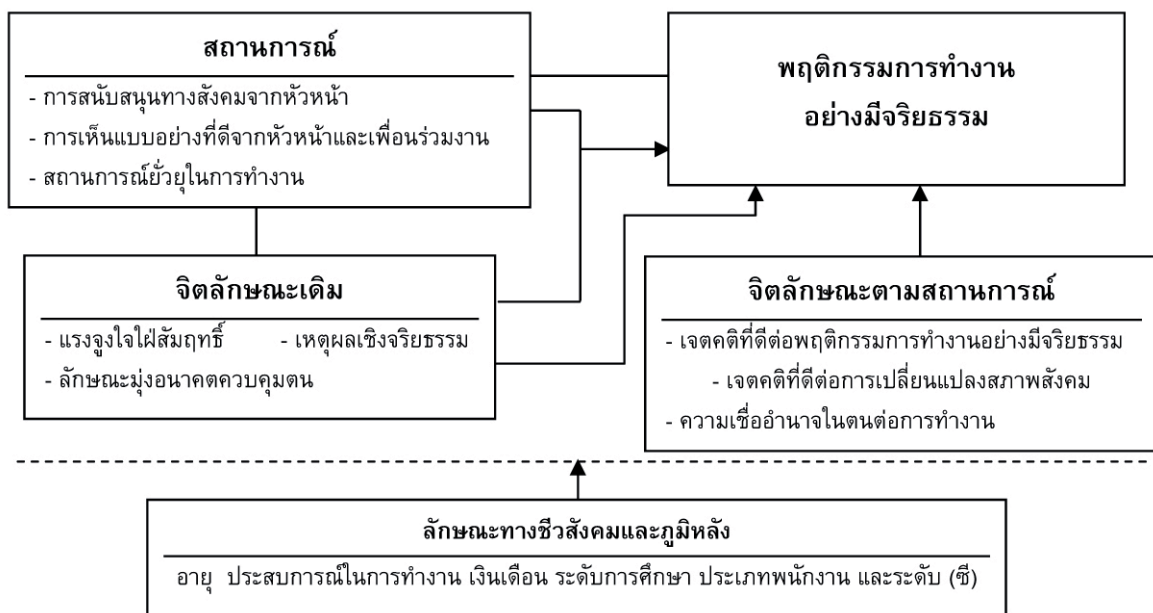 สถานการณ์
- การสนับสนุนทางสังคมจากหัวหน้า
- การเห็นแบบอย่างที่ดีจากหัวหน้าและเพื่อนร่วมงาน
- สถานการณ์ยั่วยุในการทำงาน
พฤติกรรมการทำงาน
อย่างมีจริยธรรม
จิตลักษณะเดิม
- แรงจูงใจใฝ่สัมฤทธิ์ - เหตุผลเชิงจริยธรรม
- ลักษณะมุ่งอนาคตควบคุมตน
จิตลักษณะตามสถานการณ์
- เจตคติที่ดีต่อพฤติกรรมการทำงานอย่างมีจริยธรรม
- เจตคติที่ดีต่อการเปลี่ยนแปลงสภาพสังคม
- ความเชื่ออำนาจในตนต่อการทำงาน
ลักษณะทางชีวสังคมและภูมิหลัง
อายุ ประสบการณ์ในการทำงาน เงินเดือน ระดับการศึกษา ประเภทพนักงาน และระดับ (ซี)